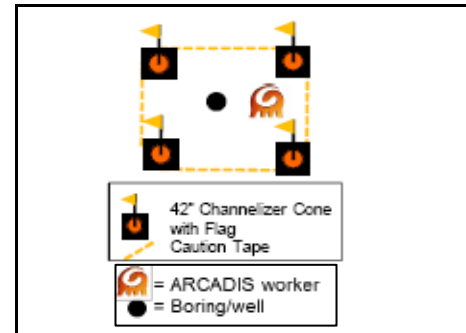 42" Channelizer Cone
with Flag
Caution Tape
= ARCADIS worker
= Boring/well